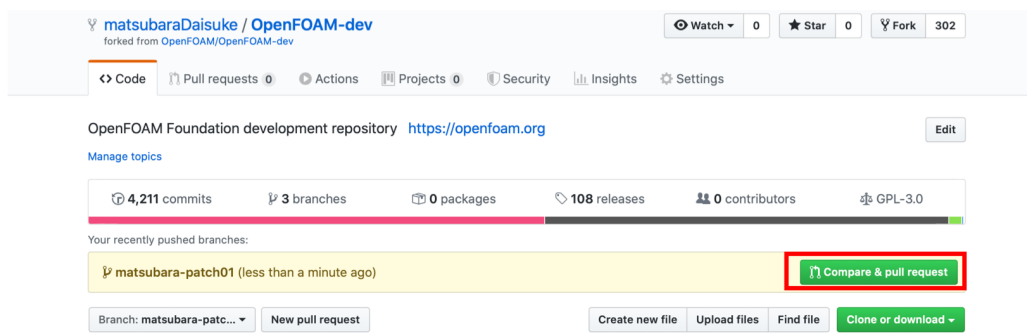 matsubaraDaisuke / OpenFOAM-dev
Watch 0 Star 0 Fork 302
forked from OpenFOAM/OpenFOAM-dev
Code Pull requests 0 Actions Projects 0 Security Insights Settings
OpenFOAM Foundation development repository https://openfoam.org Edit
Manage topics
4,211 commits 3 branches 0 packages 108 releases 0 contributors GPL-3.0
Your recently pushed branches:
matsubara-patch01 (less than a minute ago) Compare & pull request
Branch: matsubara-patc... New pull request Create new file Upload files Find file Clone or download